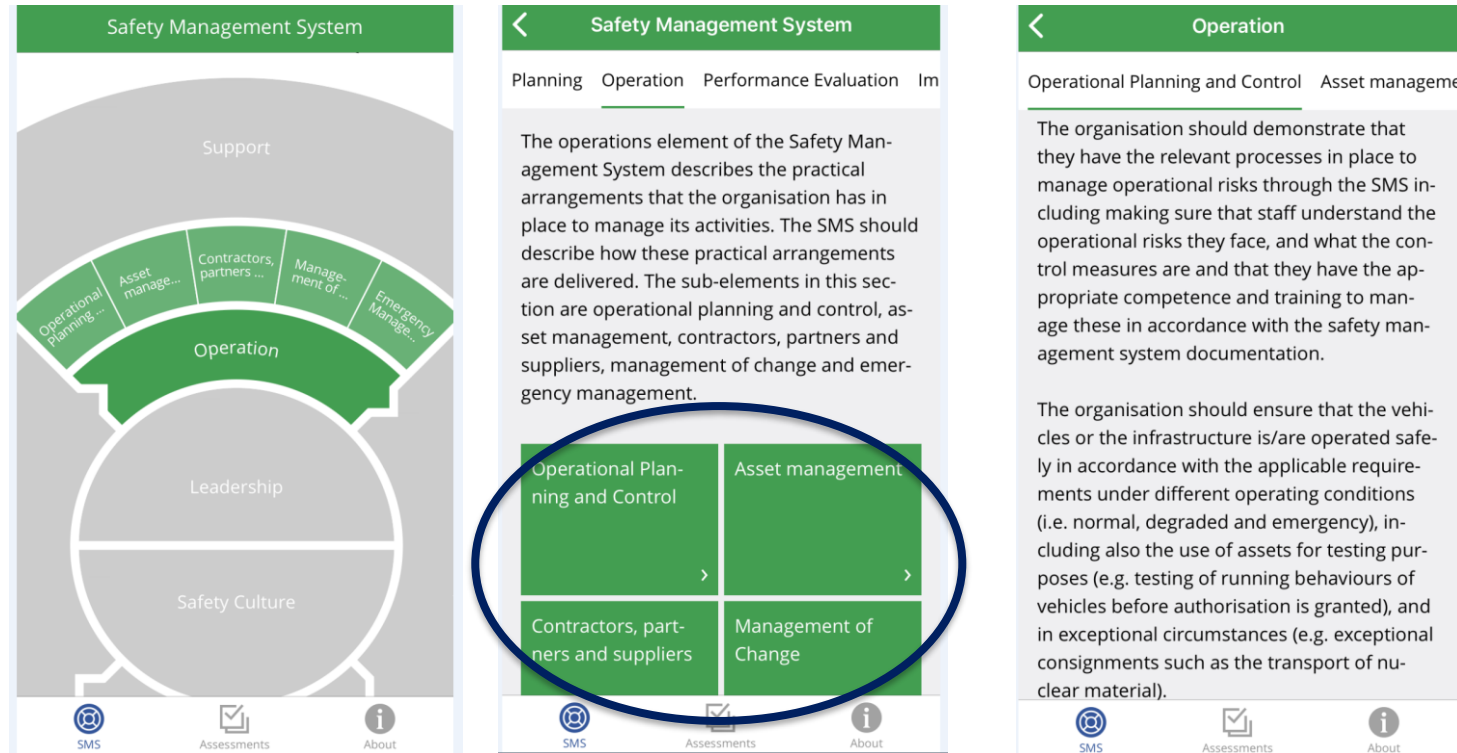 Safety Management System
Support
Operational
Planning ...
Asset
manage...
Contractors,
partners ...
Manage-
ment of ...
Emergency
Manage...
Operation
Leadership
Safety Culture
SMS
Assessments
About
Safety Management System
Planning
Operation
Performance Evaluation
Im
The operations element of the Safety Man-
agement System describes the practical
arrangements that the organisation has in
place to manage its activities. The SMS should
describe how these practical arrangements
are delivered. The sub-elements in this sec-
tion are operational planning and control, as-
set management, contractors, partners and
suppliers, management of change and emer-
gency management.
Operational Plan-
ning and Control
Asset management
Contractors, part-
ners and suppliers
Management of
Change
SMS
Assessments
About
Operation
Operational Planning and Control
Asset manageme
The organisation should demonstrate that
they have the relevant processes in place to
manage operational risks through the SMS in-
cluding making sure that staff understand the
operational risks they face, and what the con-
trol measures are and that they have the ap-
propriate competence and training to man-
age these in accordance with the safety man-
agement system documentation.
The organisation should ensure that the vehi-
cles or the infrastructure is/are operated safe-
ly in accordance with the applicable require-
ments under different operating conditions
(i.e. normal, degraded and emergency), in-
cluding also the use of assets for testing pur-
poses (e.g. testing of running behaviours of
vehicles before authorisation is granted), and
in exceptional circumstances (e.g. exceptional
consignments such as the transport of nu-
clear material).
SMS
Assessments
About